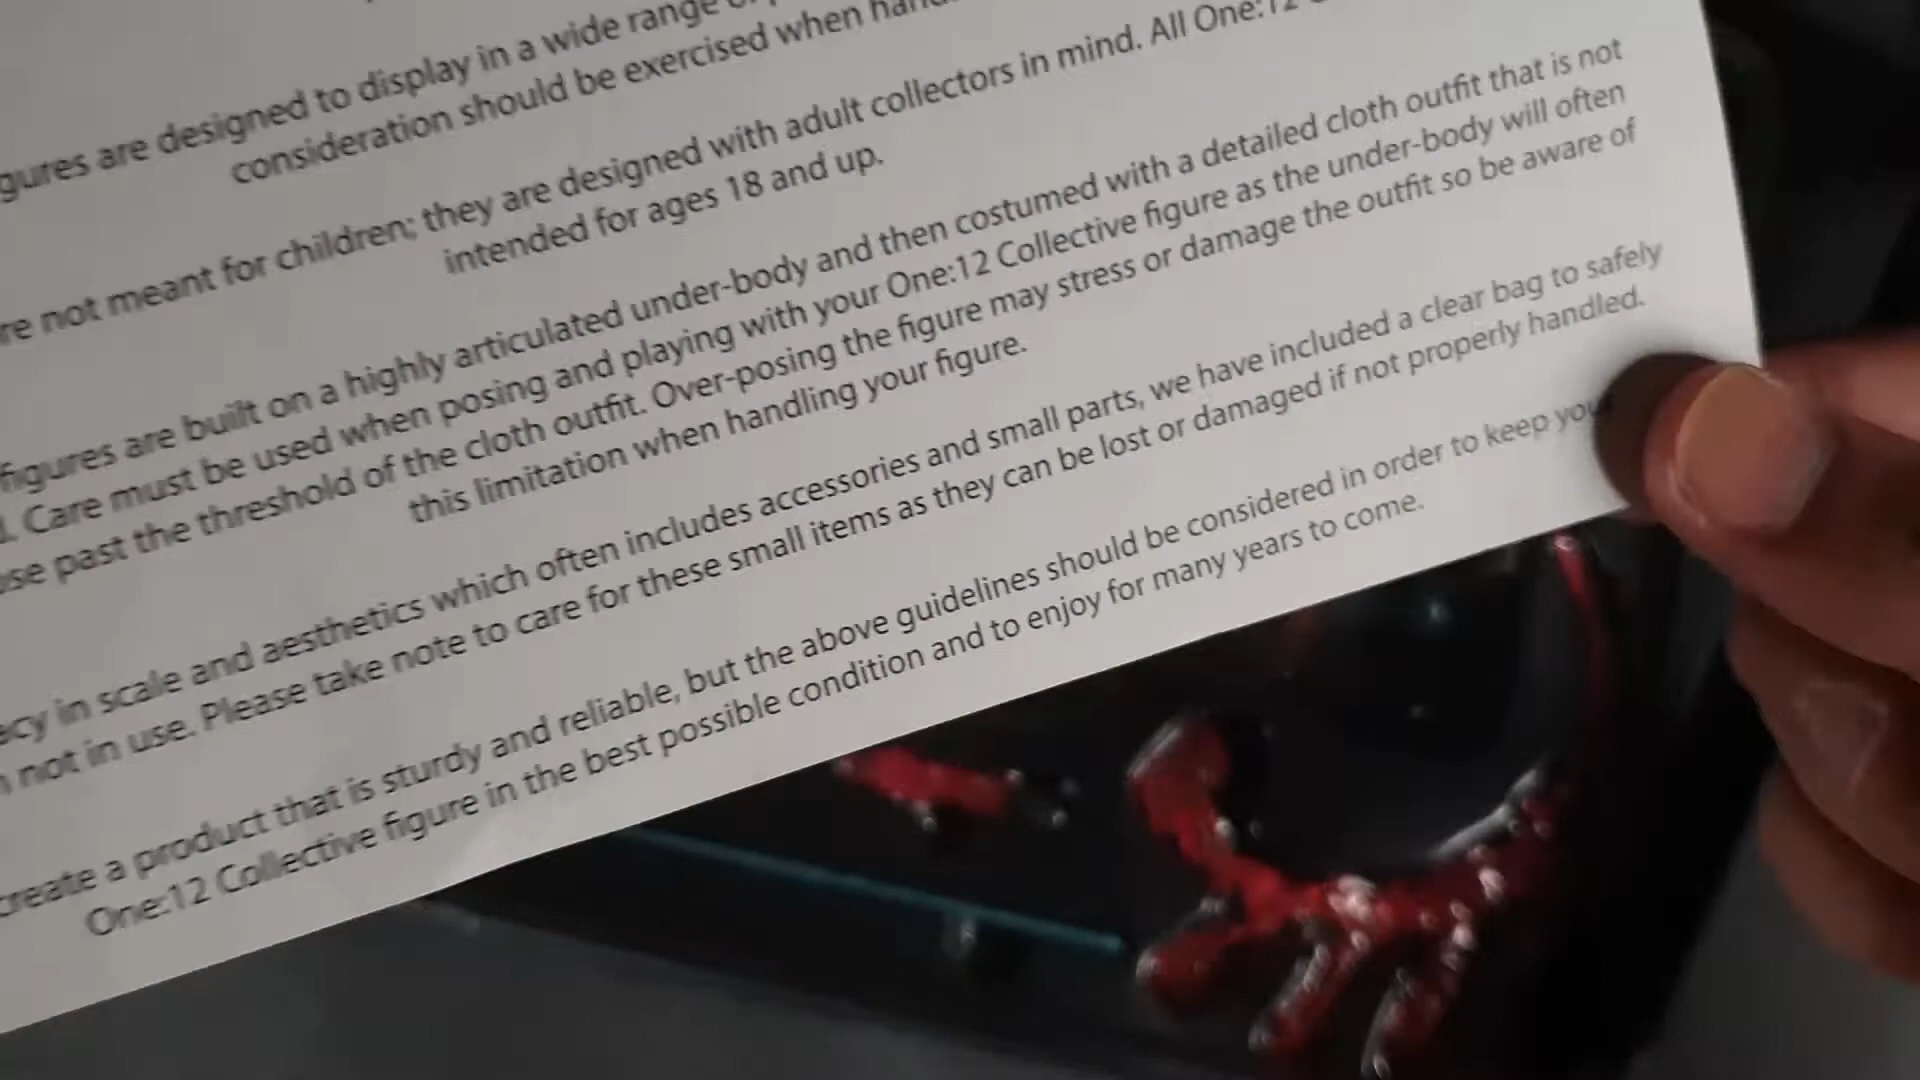 are designed to display in a wide range
consideration should be exercised when
not meant for children; they are designed with adult collectors in mind. All
intended for ages 18 and up.
figures are built on a highly articulated under-body and then costumed with a detailed cloth outfit that is not
Care must be used when posing and playing with your One:12 Collective figure as the under-body will often
past the threshold of the cloth outfit. Over-posing the figure may stress or damage the outfit so be aware of
this limitation when handling your figure.
in scale and aesthetics which often includes accessories and small parts, we have included a clear bag to safely
not in use. Please take note to care for these small items as they can be lost or damaged if not properly handled.
create a product that is sturdy and reliable, but the above guidelines should be considered in order to keep
One:12 Collective figure in the best possible condition and to enjoy for many years to come.